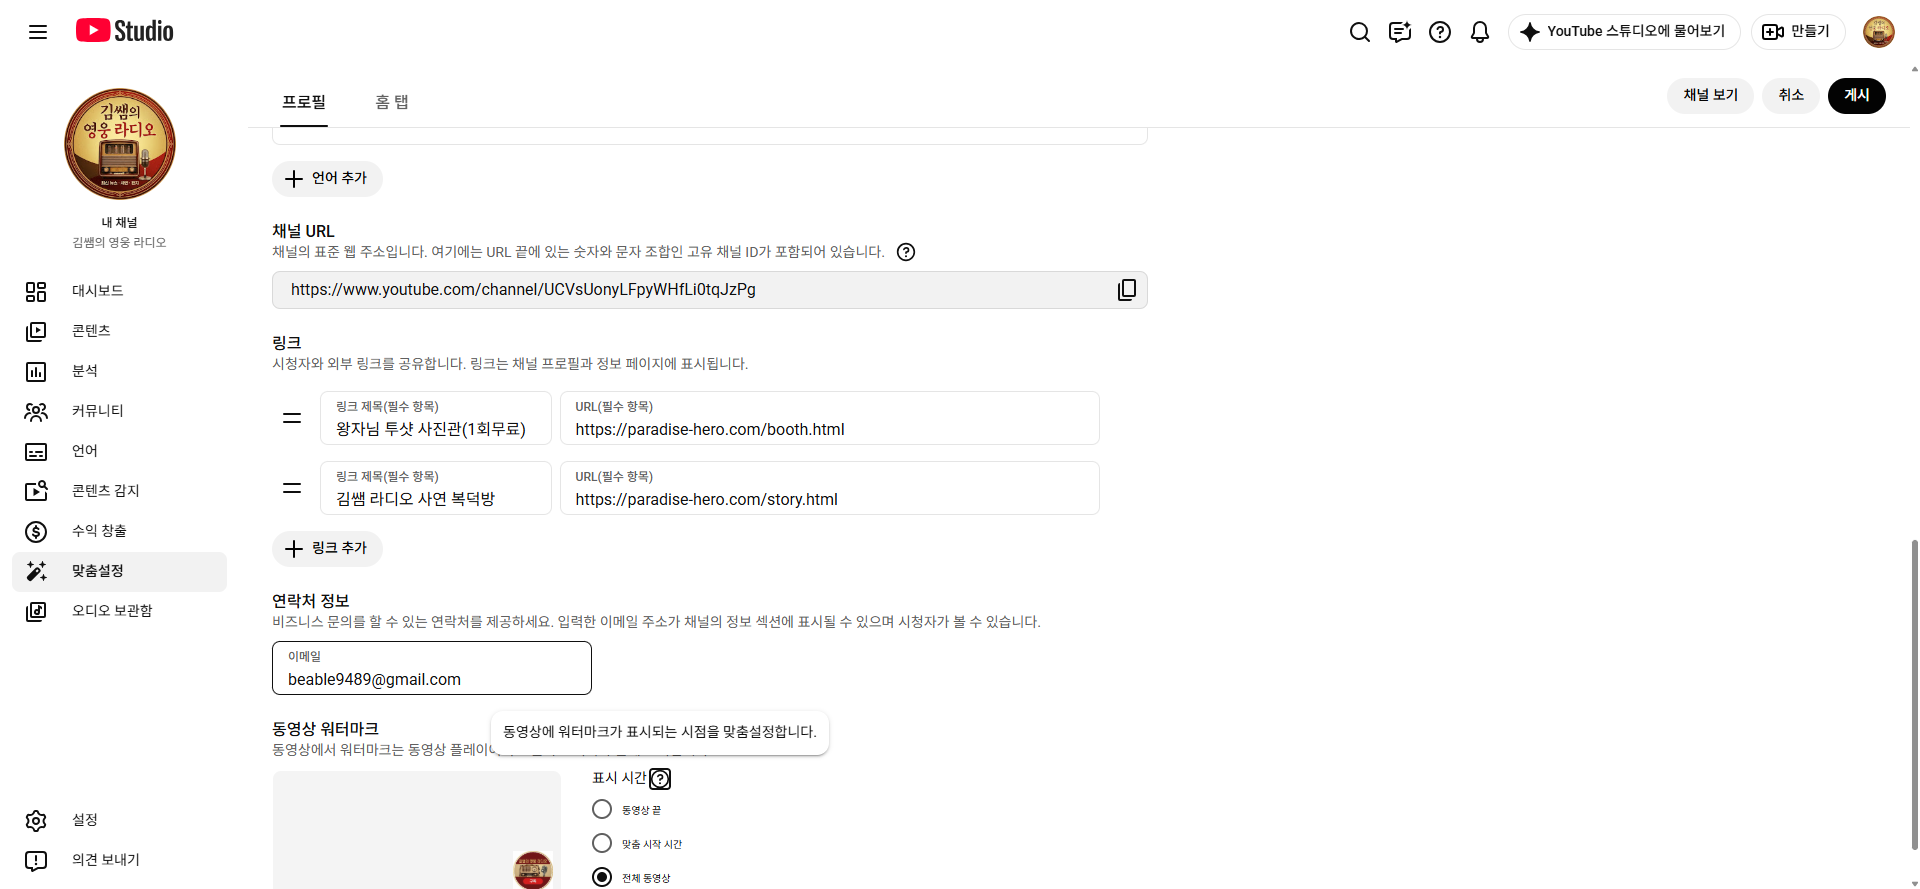 Studio
YouTube 스튜디오에 물어보기
만들기
김쌤의
영웅 라디오
최신 뉴스 · 사연 · 편지
내 채널
김쌤의 영웅 라디오
대시보드
콘텐츠
분석
커뮤니티
언어
콘텐츠 감지
수익 창출
맞춤설정
오디오 보관함
설정
의견 보내기
프로필
홈 탭
채널 보기
취소
게시
언어 추가
채널 URL
채널의 표준 웹 주소입니다. 여기에는 URL 끝에 있는 숫자와 문자 조합인 고유 채널 ID가 포함되어 있습니다.
https://www.youtube.com/channel/UCVsUonyLFpyWHfLi0tqJzPg
링크
시청자와 외부 링크를 공유합니다. 링크는 채널 프로필과 정보 페이지에 표시됩니다.
링크 제목(필수 항목)
왕자님 투샷 사진관(1회무료)
URL(필수 항목)
https://paradise-hero.com/booth.html
링크 제목(필수 항목)
김쌤 라디오 사연 복덕방
URL(필수 항목)
https://paradise-hero.com/story.html
링크 추가
연락처 정보
비즈니스 문의를 할 수 있는 연락처를 제공하세요. 입력한 이메일 주소가 채널의 정보 섹션에 표시될 수 있으며 시청자가 볼 수 있습니다.
이메일
beable9489@gmail.com
동영상 워터마크
동영상에 워터마크가 표시되는 시점을 맞춤설정합니다.
동영상에서 워터마크는 동영상 플레이어
표시 시간
동영상 끝
맞춤 시작 시간
전체 동영상